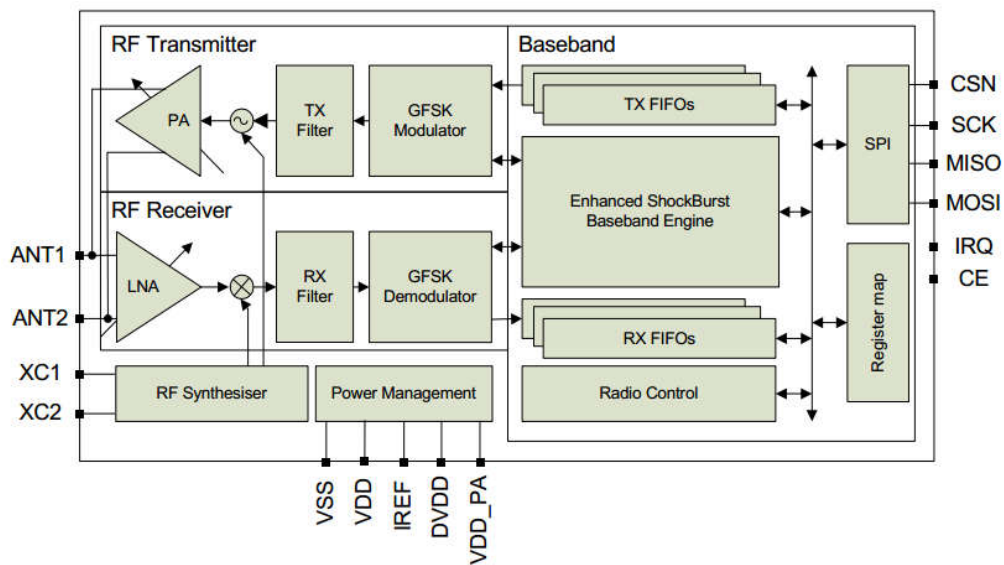 RF Transmitter
Baseband
PA
TX
Filter
GFSK
Modulator
TX FIFOs
SPI
CSN
SCK
MISO
MOSI
Enhanced ShockBurst
Baseband Engine
RF Receiver
ANT1
ANT2
LNA
RX
Filter
GFSK
Demodulator
RX FIFOs
Register map
IRQ
CE
XC1
XC2
RF Synthesiser
Power Management
Radio Control
VSS
VDD
IREF
DVDD
VDD_PA